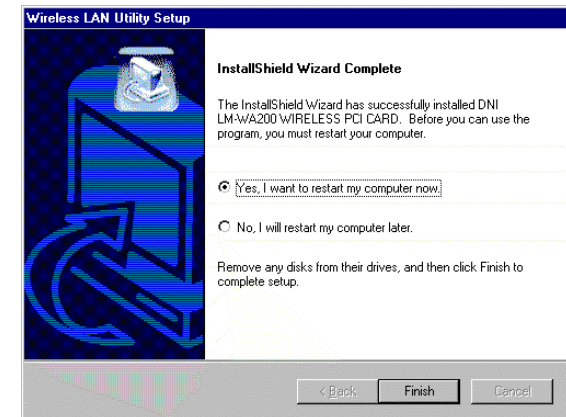 Wireless LAN Utility Setup
InstallShield Wizard Complete
The InstallShield Wizard has successfully installed DNI
LM-WA200 WIRELESS PCI CARD. Before you can use the
program, you must restart your computer.
Yes, I want to restart my computer now.
No, I will restart my computer later.
Remove any disks from their drives, and then click Finish to
complete setup.
< Back Finish Cancel